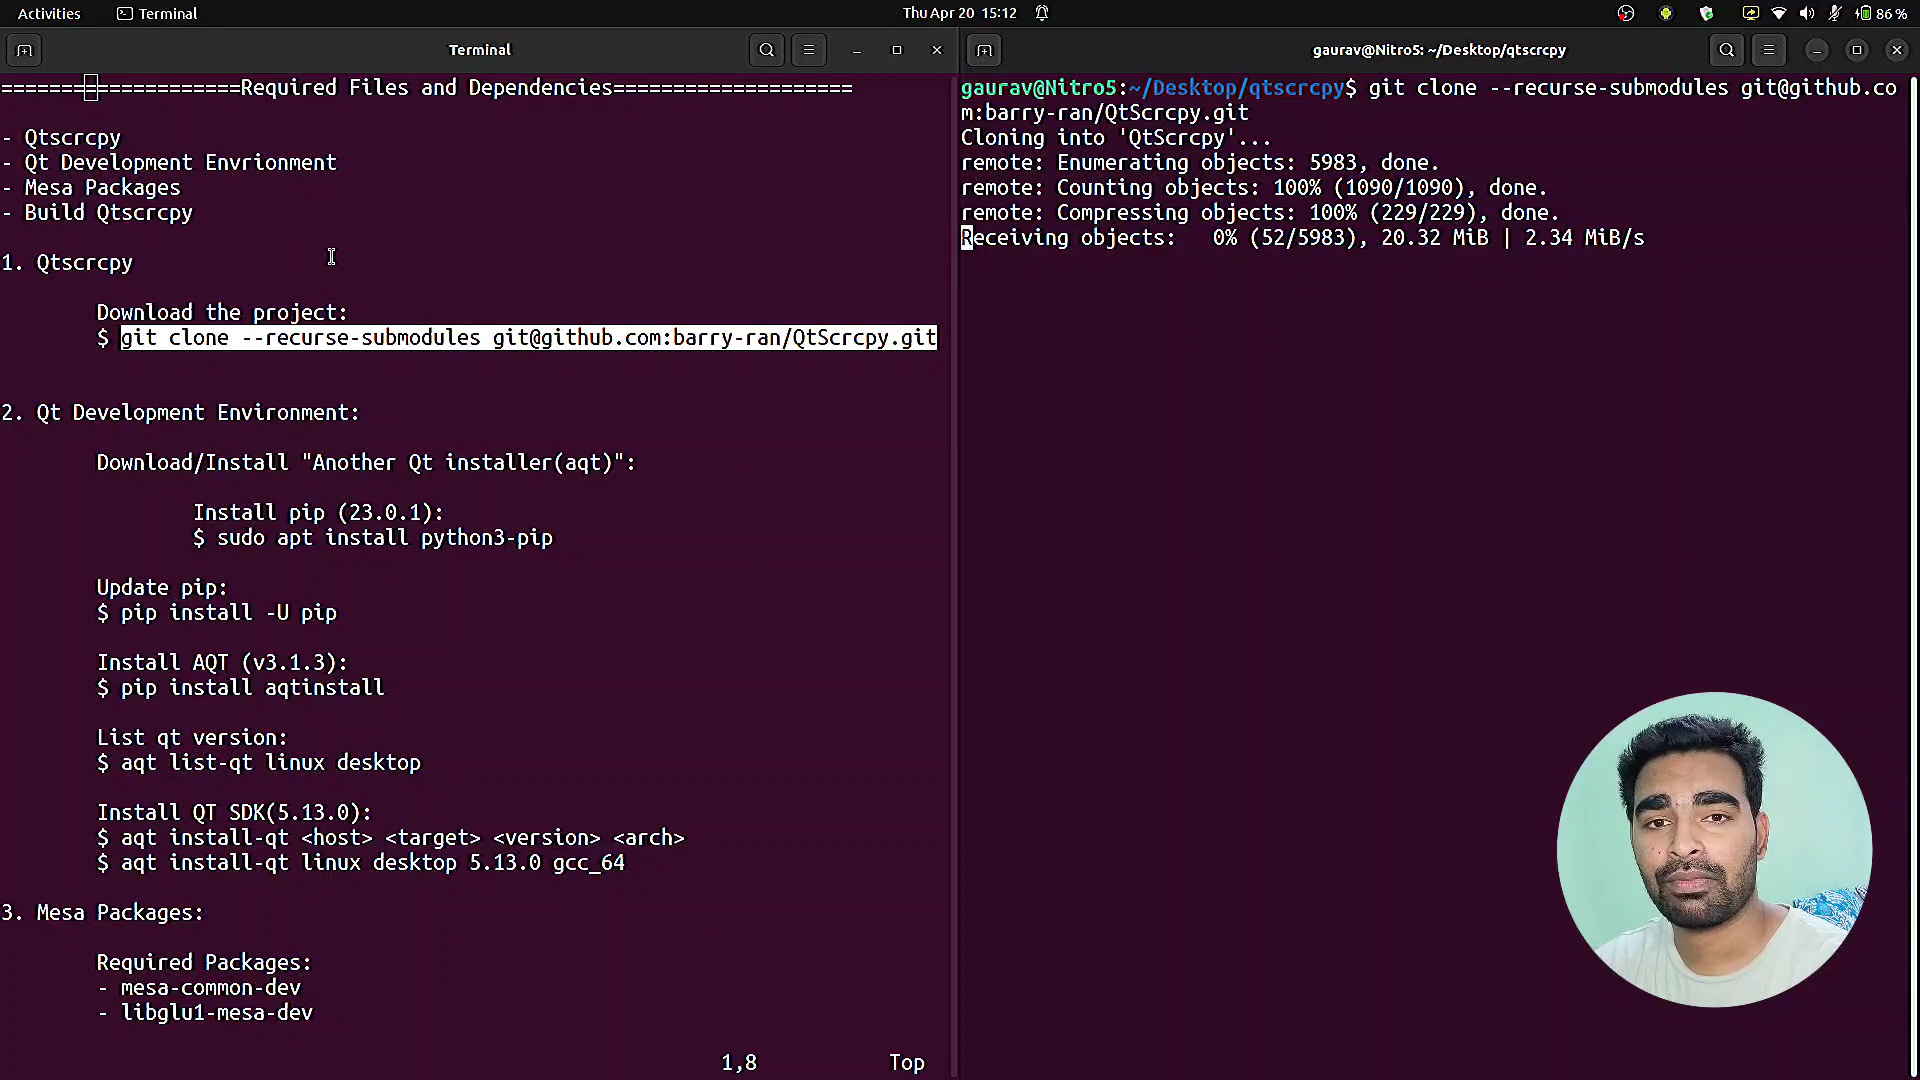 Activities
Terminal
Thu Apr 20 15:12
86 %
Terminal
====================Required Files and Dependencies====================
- Qtscrcpy
- Qt Development Envrionment
- Mesa Packages
- Build Qtscrcpy
1. Qtscrcpy
Download the project:
$ git clone --recurse-submodules git@github.com:barry-ran/QtScrcpy.git
2. Qt Development Environment:
Download/Install "Another Qt installer(aqt)":
Install pip (23.0.1):
$ sudo apt install python3-pip
Update pip:
$ pip install -U pip
Install AQT (v3.1.3):
$ pip install aqtinstall
List qt version:
$ aqt list-qt linux desktop
Install QT SDK(5.13.0):
$ aqt install-qt <host> <target> <version> <arch>
$ aqt install-qt linux desktop 5.13.0 gcc_64
3. Mesa Packages:
Required Packages:
- mesa-common-dev
- libglu1-mesa-dev
1,8
Top
gaurav@Nitro5: ~/Desktop/qtscrcpy
gaurav@Nitro5:~/Desktop/qtscrcpy$ git clone --recurse-submodules git@github.co
m:barry-ran/QtScrcpy.git
Cloning into 'QtScrcpy'...
remote: Enumerating objects: 5983, done.
remote: Counting objects: 100% (1090/1090), done.
remote: Compressing objects: 100% (229/229), done.
Receiving objects:   0% (52/5983), 20.32 MiB | 2.34 MiB/s